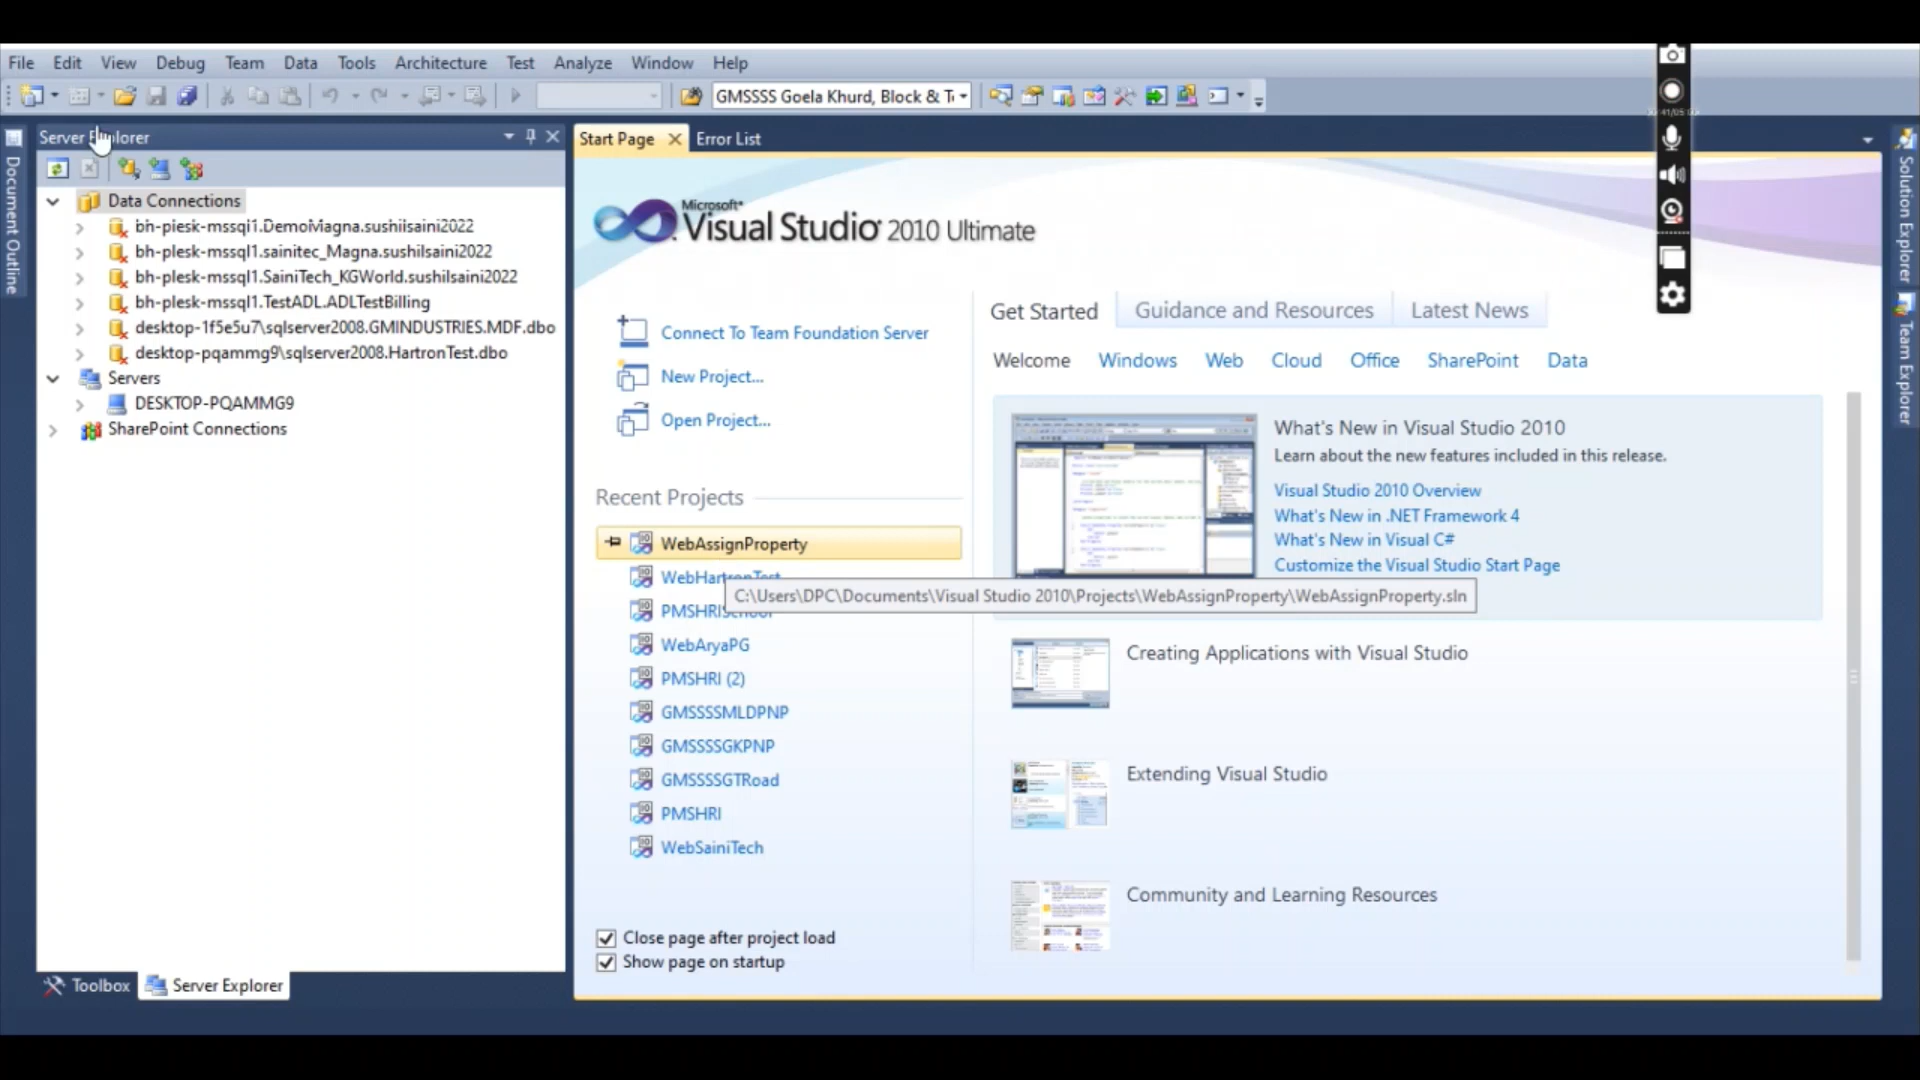 File Edit View Debug Team Data Tools Architecture Test Analyze Window Help
GMSSSS Goela Khurd, Block & T
Server Explorer
Start Page
Error List
Document Outline
Solution Explorer
Team Explorer
Data Connections
bh-plesk-mssql1.DemoMagna.sushilsaini2022
bh-plesk-mssql1.sainitec_Magna.sushilsaini2022
bh-plesk-mssql1.SainiTech_KGWorld.sushilsaini2022
bh-plesk-mssql1.TestADL.ADLTestBilling
desktop-1f5e5u7\sqlserver2008.GMINDUSTRIES.MDF.dbo
desktop-pqammg9\sqlserver2008.HartronTest.dbo
Servers
DESKTOP-PQAMMG9
SharePoint Connections
Toolbox
Server Explorer
Microsoft®
Visual Studio® 2010 Ultimate
Connect To Team Foundation Server
New Project...
Open Project...
Recent Projects
WebAssignProperty
WebHartronTest
C:\Users\DPC\Documents\Visual Studio 2010\Projects\WebAssignProperty\WebAssignProperty.sln
PMSHRISchool
WebAryaPG
PMSHRI (2)
GMSSSSMLDPNP
GMSSSSGKPNP
GMSSSSGTRoad
PMSHRI
WebSainiTech
Close page after project load
Show page on startup
Get Started
Guidance and Resources
Latest News
Welcome Windows Web Cloud Office SharePoint Data
What's New in Visual Studio 2010
Learn about the new features included in this release.
Visual Studio 2010 Overview
What's New in .NET Framework 4
What's New in Visual C#
Customize the Visual Studio Start Page
Creating Applications with Visual Studio
Extending Visual Studio
Community and Learning Resources